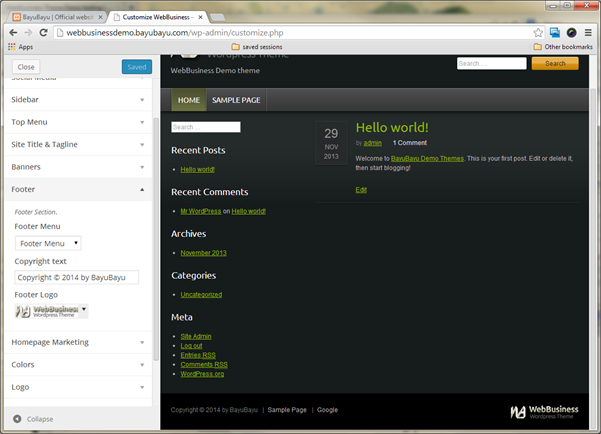 BayuBayu | Official websit
Customize WebBusiness –
webbusinessdemo.bayubayu.com/wp-admin/customize.php
Apps
saved sessions
Other bookmarks
Close
Saved
Social Media
Sidebar
Top Menu
Site Title & Tagline
Banners
Footer
Footer Section.
Footer Menu
Footer Menu
Copyright text
Copyright © 2014 by BayuBayu
Footer Logo
WebBusiness
Wordpress Theme
Homepage Marketing
Colors
Logo
Collapse
Wordpress Theme
WebBusiness Demo theme
Search ...
Search
HOME
SAMPLE PAGE
Search ...
Recent Posts
Hello world!
Recent Comments
Mr WordPress on Hello world!
Archives
November 2013
Categories
Uncategorized
Meta
Site Admin
Log out
Entries RSS
Comments RSS
WordPress.org
29
NOV
2013
Hello world!
by admin 1 Comment
Welcome to BayuBayu Demo Themes. This is your first post. Edit or delete it,
then start blogging!
Edit
Copyright © 2014 by BayuBayu | Sample Page | Google
WebBusiness
Wordpress Theme